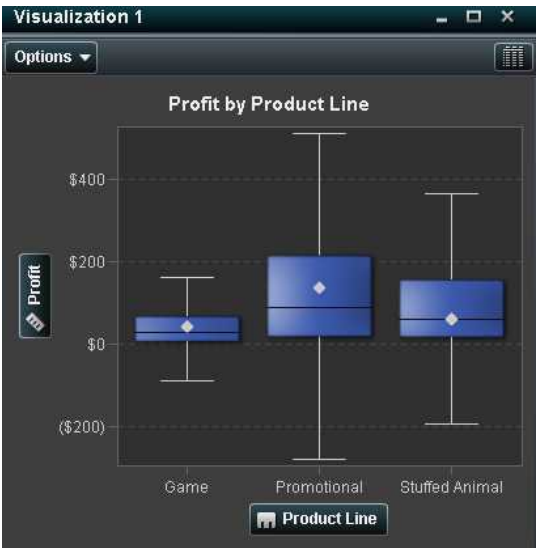 Visualization 1
Options
Profit by Product Line
$400
$200
$0
($200)
Profit
Game Promotional Stuffed Animal
Product Line